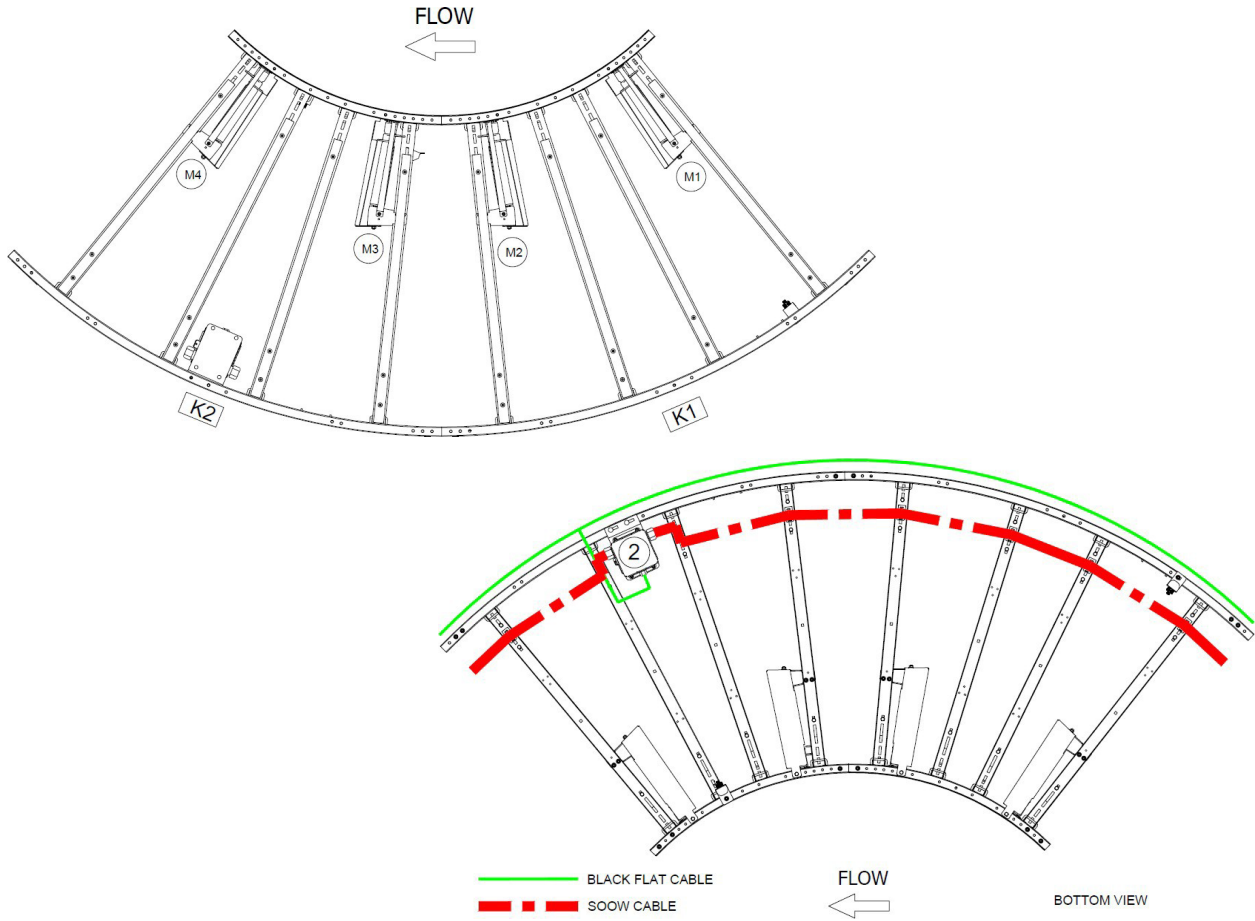 FLOW
M4
M1
M3
M2
K2
K1
2
BLACK FLAT CABLE
SOOW CABLE
FLOW
BOTTOM VIEW